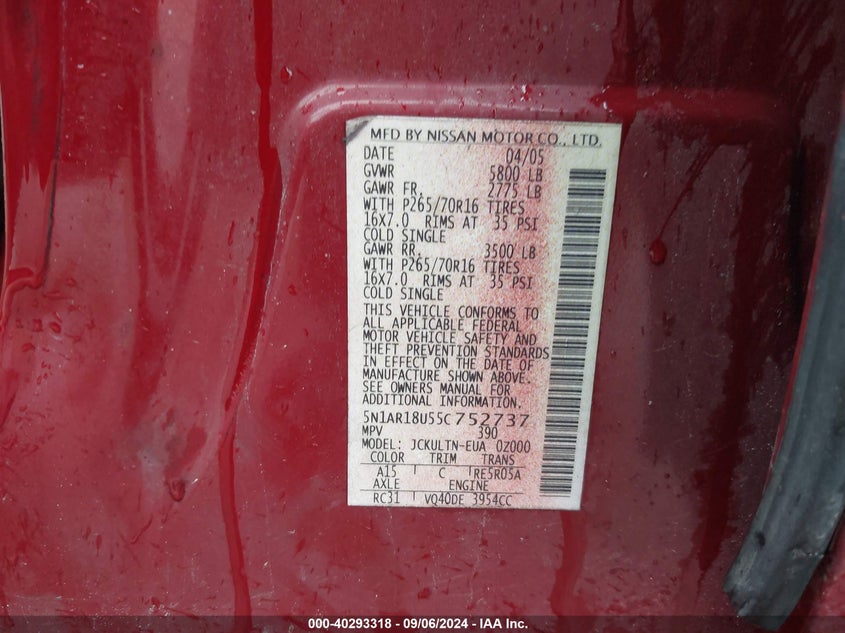 MFD BY NISSAN MOTOR CO., LTD.
DATE 04/05
GVWR 5800 LB
GAWR FR. 2775 LB
WITH P265/70R16 TIRES
16X7.0 RIMS AT 35 PSI
COLD SINGLE
GAWR RR. 3500 LB
WITH P265/70R16 TIRES
16X7.0 RIMS AT 35 PSI
COLD SINGLE
THIS VEHICLE CONFORMS TO
ALL APPLICABLE FEDERAL
MOTOR VEHICLE SAFETY AND
THEFT PREVENTION STANDARDS
IN EFFECT ON THE DATE OF
MANUFACTURE SHOWN ABOVE.
SEE OWNERS MANUAL FOR
ADDITIONAL INFORMATION.
5N1AR18U55C752737
MPV 390
MODEL: JCKULTN-EUA 0Z000
COLOR TRIM TRANS
A15 C RE5R05A
AXLE ENGINE
RC31 VQ40DE 3954CC
000-40293318 - 09/06/2024 - IAA Inc.